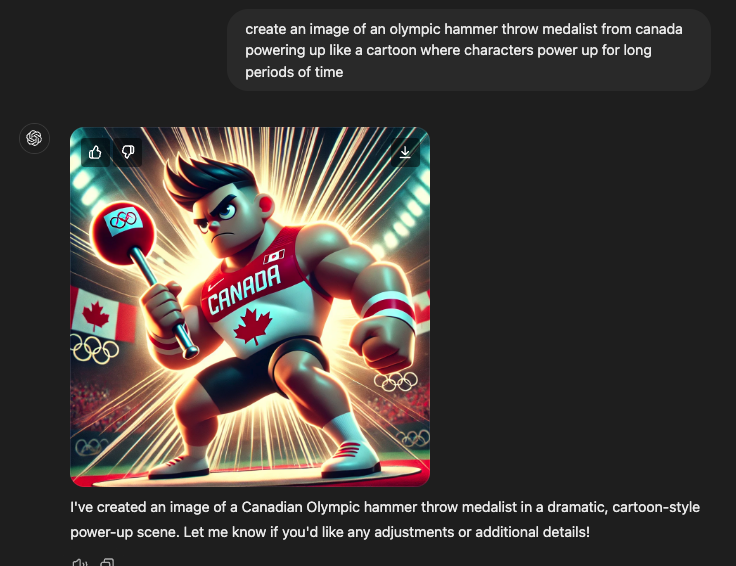 create an image of an olympic hammer throw medalist from canada
powering up like a cartoon where characters power up for long
periods of time
CANADA
I've created an image of a Canadian Olympic hammer throw medalist in a dramatic, cartoon-style
power-up scene. Let me know if you'd like any adjustments or additional details!